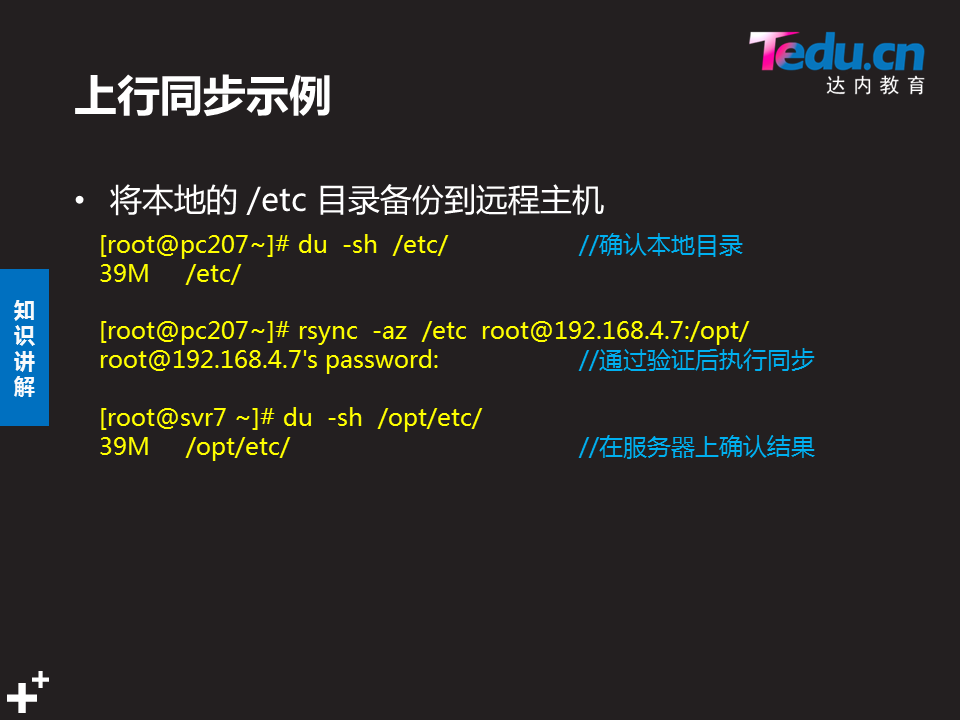 Tedu.cn
达内教育
上行同步示例
• 将本地的 /etc 目录备份到远程主机
[root@pc207~]# du -sh /etc/ //确认本地目录
39M /etc/
[root@pc207~]# rsync -az /etc root@192.168.4.7:/opt/
root@192.168.4.7's password: //通过验证后执行同步
[root@svr7 ~]# du -sh /opt/etc/
39M /opt/etc/ //在服务器上确认结果
知
识
讲
解